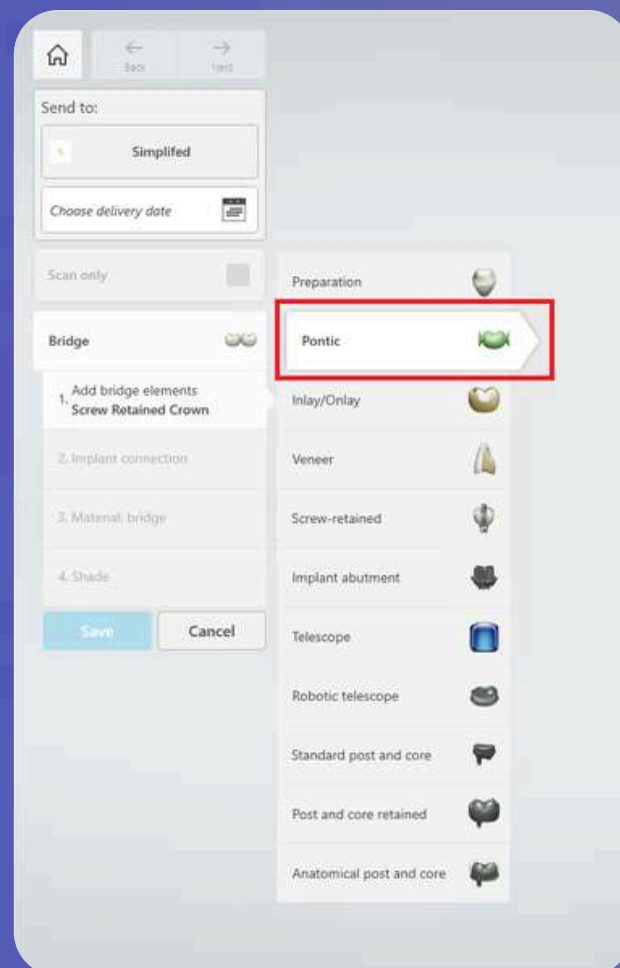 Back
Next
Send to:
Simplifed
Choose delivery date
Scan only
Bridge
1. Add bridge elements
Screw Retained Crown
2. Implant connection
3. Material: bridge
4. Shade
Save
Cancel
Preparation
Pontic
Inlay/Onlay
Veneer
Screw-retained
Implant abutment
Telescope
Robotic telescope
Standard post and core
Post and core retained
Anatomical post and core